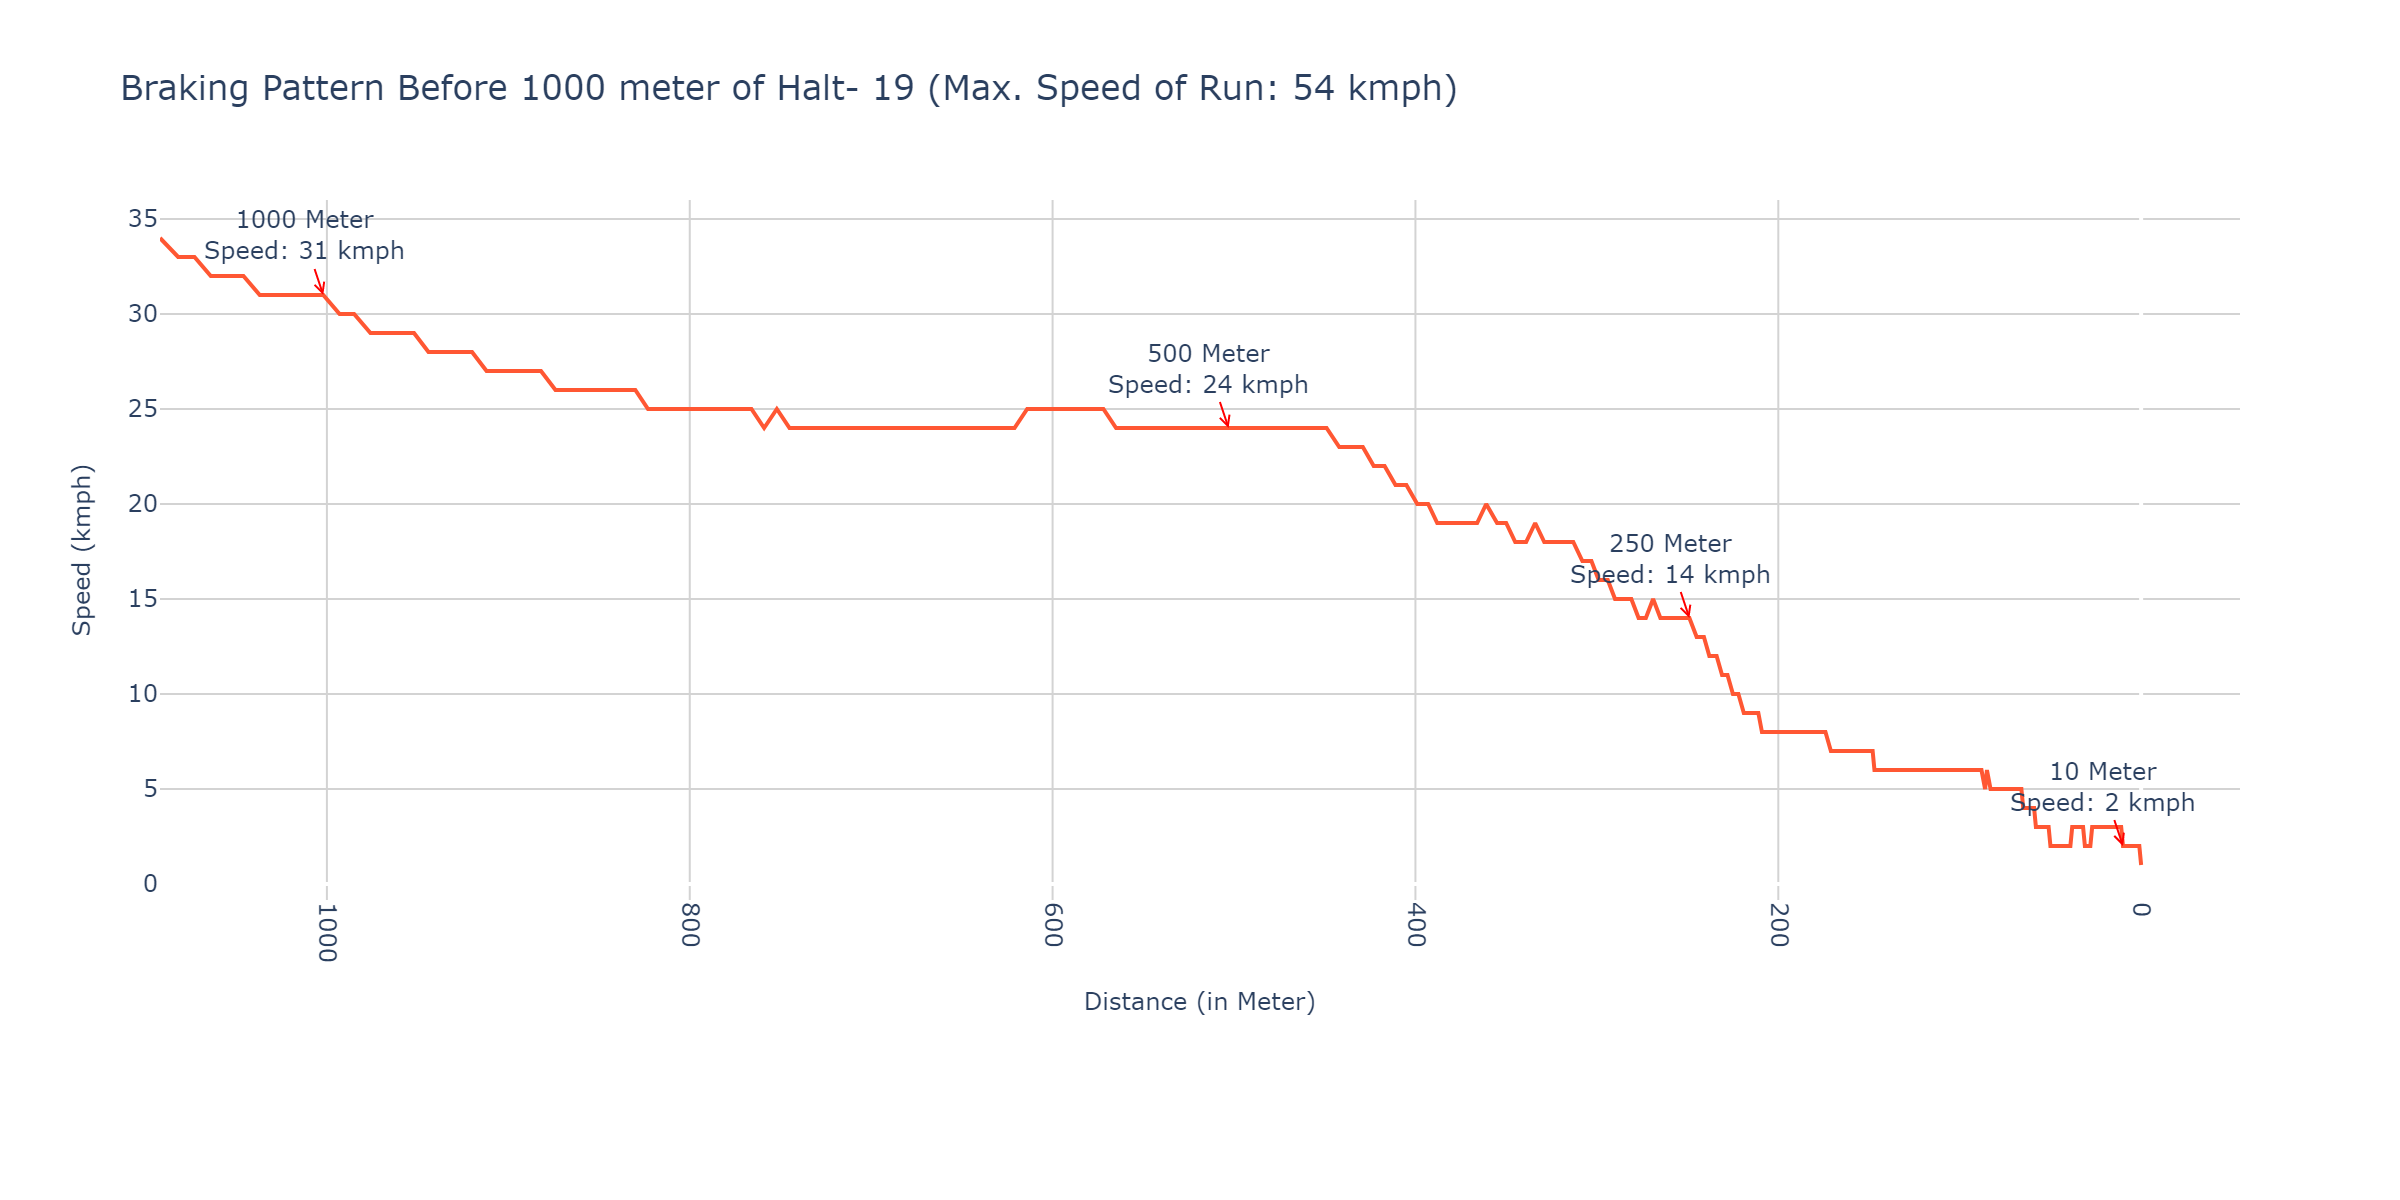 Braking Pattern Before 1000 meter of Halt- 19 (Max. Speed of Run: 54 kmph)
35
30
25
20
15
10
5
0
Speed (kmph)
1000 Meter
Speed: 31 kmph
500 Meter
Speed: 24 kmph
250 Meter
Speed: 14 kmph
10 Meter
Speed: 2 kmph
1000
800
600
400
200
0
Distance (in Meter)